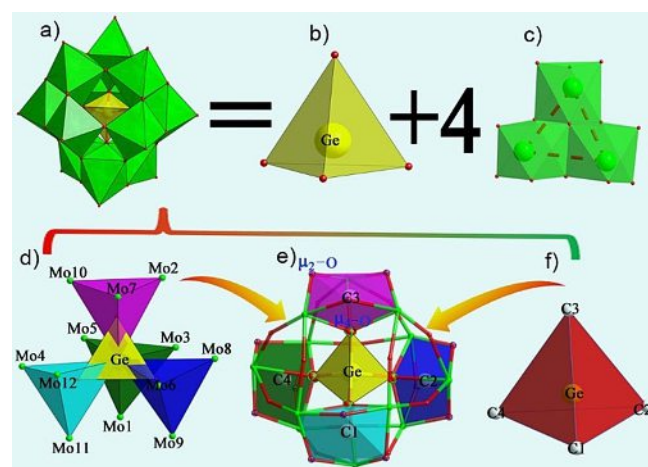 a)
b)
c)
= Ge + 4
d)
Mo10
Mo2
Mo7
Mo5
Mo3
Mo4
Ge
Mo8
Mo12
Mo6
Mo1
Mo11
Mo9
e)
μ₂-O
C3
C4
Ge
C2
C1
f)
C3
Ge
C4
C2
C1